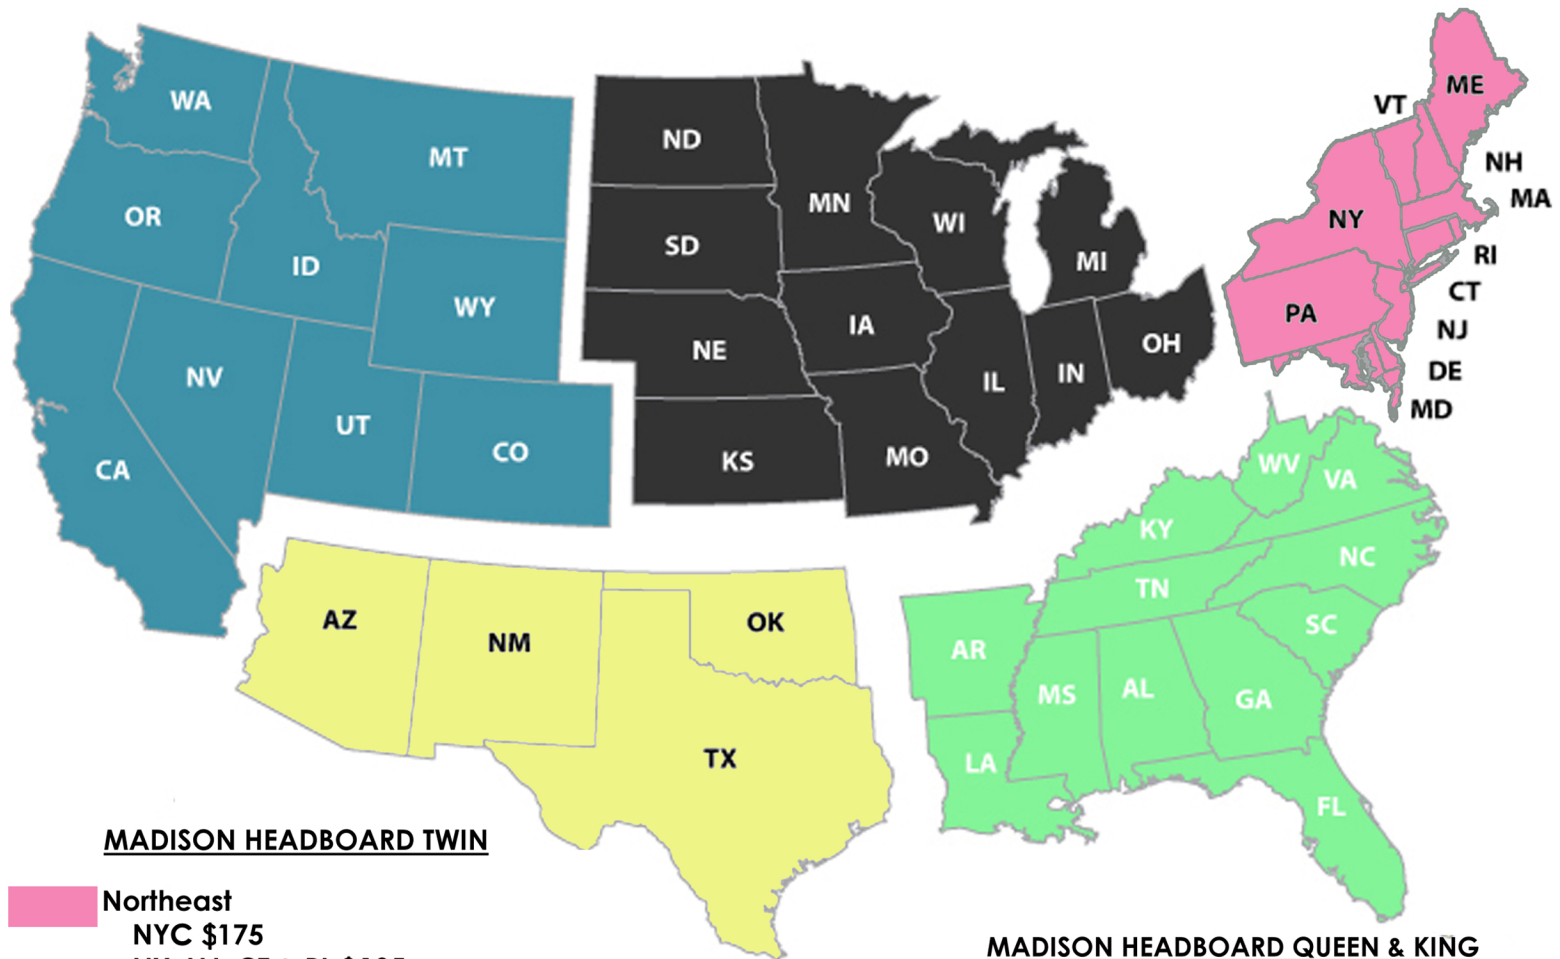 WA
MT
OR
ID
WY
NV
UT
CO
CA
ND
MN
SD
WI
MI
NE
IA
IL
IN
OH
KS
MO
ME
VT
NH
MA
NY
RI
CT
PA
NJ
DE
MD
WV
VA
KY
NC
TN
SC
AR
MS
AL
GA
LA
FL
AZ
NM
OK
TX
MADISON HEADBOARD TWIN
Northeast
NYC $175
MADISON HEADBOARD QUEEN & KING